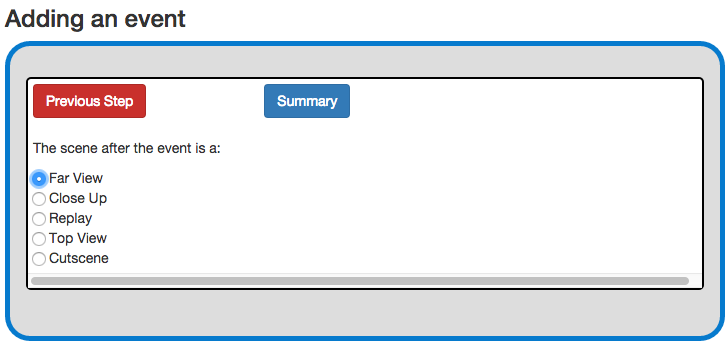 Adding an event
Previous Step
Summary
The scene after the event is a:
Far View
Close Up
Replay
Top View
Cutscene